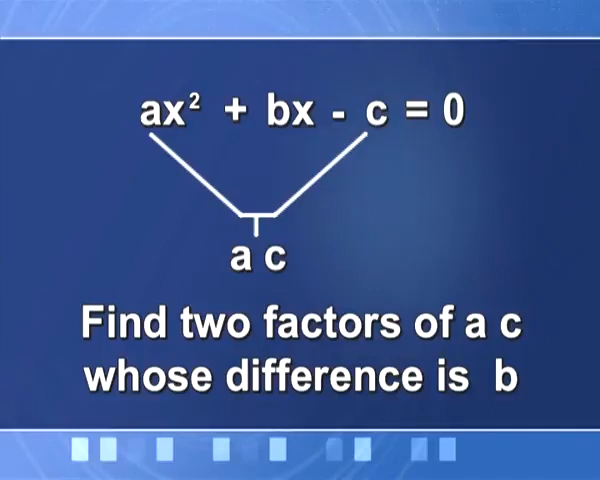 ax² + bx - c = 0
a c
Find two factors of a c
whose difference is b